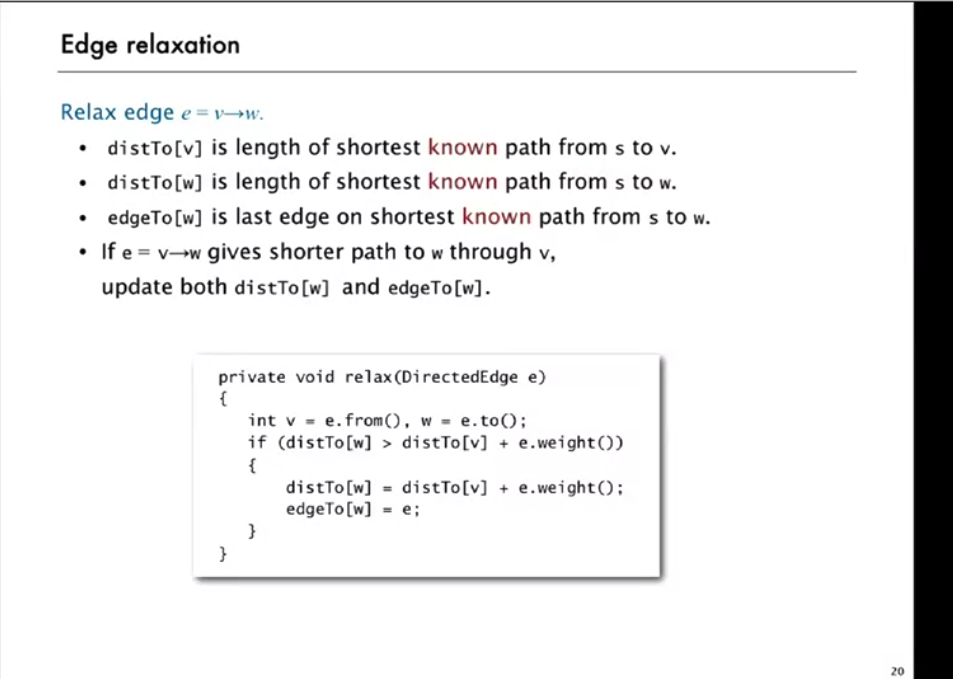 Edge relaxation
Relax edge e = v→w.
• distTo[v] is length of shortest known path from s to v.
• distTo[w] is length of shortest known path from s to w.
• edgeTo[w] is last edge on shortest known path from s to w.
• If e = v→w gives shorter path to w through v,
update both distTo[w] and edgeTo[w].
private void relax(DirectedEdge e)
{
int v = e.from(), w = e.to();
if (distTo[w] > distTo[v] + e.weight())
{
distTo[w] = distTo[v] + e.weight();
edgeTo[w] = e;
}
}
20